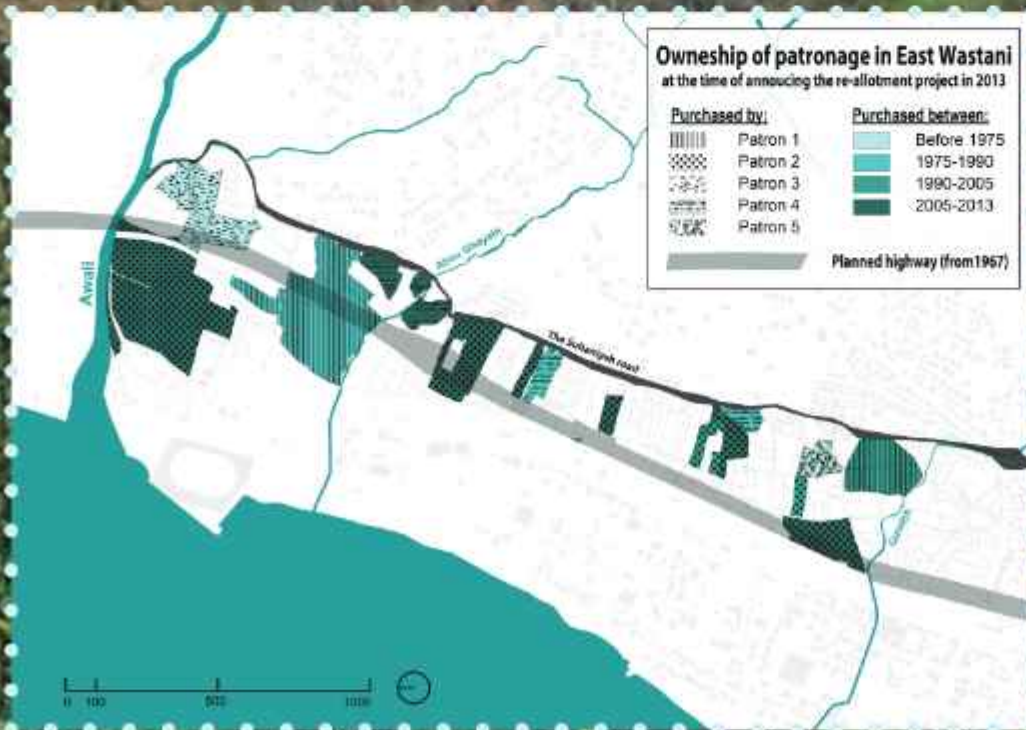 Owneship of patronage in East Wastani
at the time of annoucing the re-allotment project in 2013
Purchased by:
Patron 1
Patron 2
Patron 3
Patron 4
Patron 5
Purchased between:
Before 1975
1975-1990
1990-2005
2005-2013
Planned highway (from1967)
Awali
The Sultaniyah road
0 100 500 1000